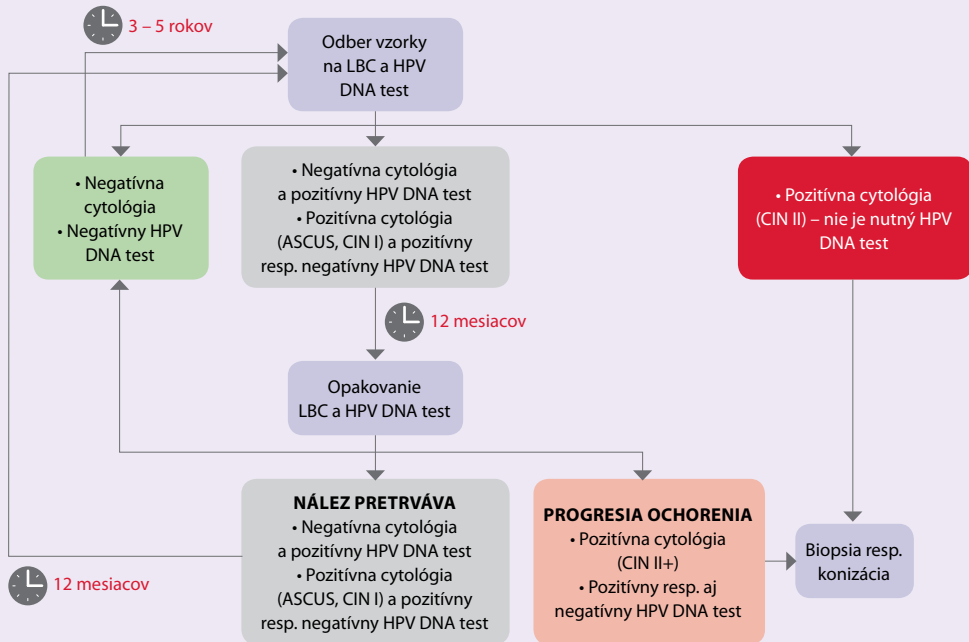 3 – 5 rokov
Odber vzorky
na LBC a HPV
DNA test
• Negatívna
cytológia
• Negatívny HPV
DNA test
• Negatívna cytológia
a pozitívny HPV DNA test
• Pozitívna cytológia
(ASCUS, CIN I) a pozitívny
resp. negatívny HPV DNA test
• Pozitívna cytológia
(CIN II) – nie je nutný HPV
DNA test
12 mesiacov
Opakovanie
LBC a HPV DNA test
NÁLEZ PRETRVÁVA
• Negatívna cytológia
a pozitívny HPV DNA test
• Pozitívna cytológia
(ASCUS, CIN I) a pozitívny
resp. negatívny HPV DNA test
PROGRESIA OCHORENIA
• Pozitívna cytológia
(CIN II+)
• Pozitívny resp. aj
negatívny HPV DNA test
Biopsia resp.
konizácia
12 mesiacov